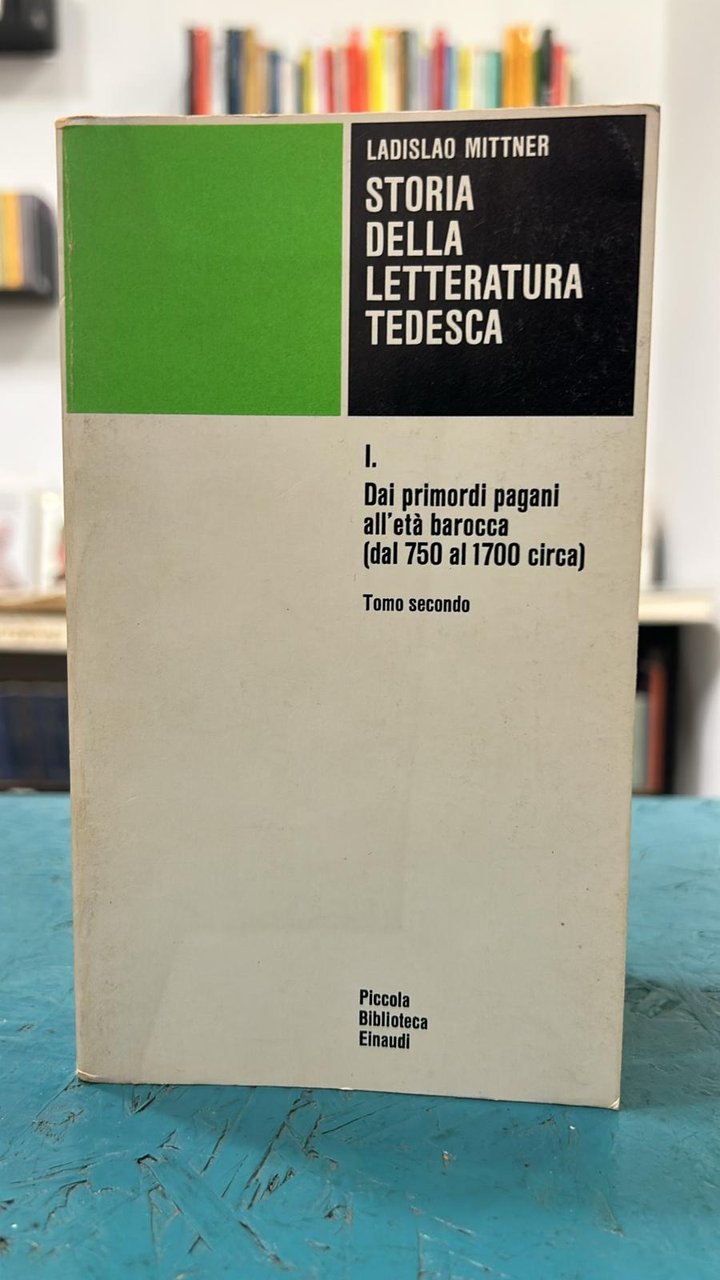 LADISLAO MITTNER
STORIA
DELLA
LETTERATURA
TEDESCA
I.
Dai primordi pagani
all'età barocca
(dal 750 al 1700 circa)
Tomo secondo
Piccola
Biblioteca
Einaudi